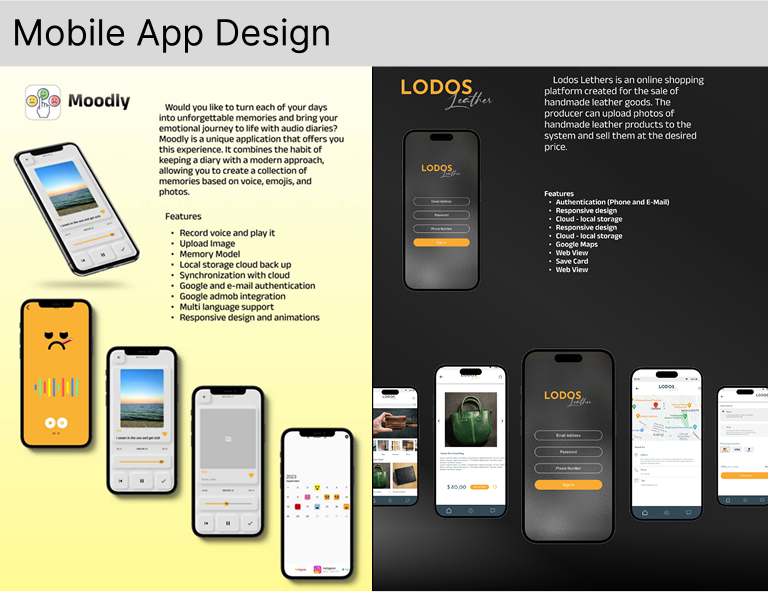 Mobile App Design
Moodly
Would you like to turn each of your days
into unforgettable memories and bring your
emotional journey to life with audio diaries?
Moodly is a unique application that offers you
this experience. It combines the habit of
keeping a diary with a modern approach,
allowing you to create a collection of
memories based on voice, emojis, and
photos.
Features
• Record voice and play it
• Upload Image
• Memory Model
• Local storage cloud back up
• Synchronization with cloud
• Google and e-mail authentication
• Google admob integration
• Multi language support
• Responsive design and animations
I swam in the sea and got sick
2023
LODOS
Leather
Lodos Lethers is an online shopping
platform created for the sale of
handmade leather goods. The
producer can upload photos of
handmade leather products to the
system and sell them at the desired
price.
Features
• Authentication (Phone and E-Mail)
• Responsive design
• Cloud - local storage
• Responsive design
• Cloud - local storage
• Google Maps
• Web View
• Save Card
• Web View
LODOS
Leather
Email Address
Password
Phone Number
Sign in
$ 60,00
LODOS
Leather
Email Address
Password
Phone Number
Sign in